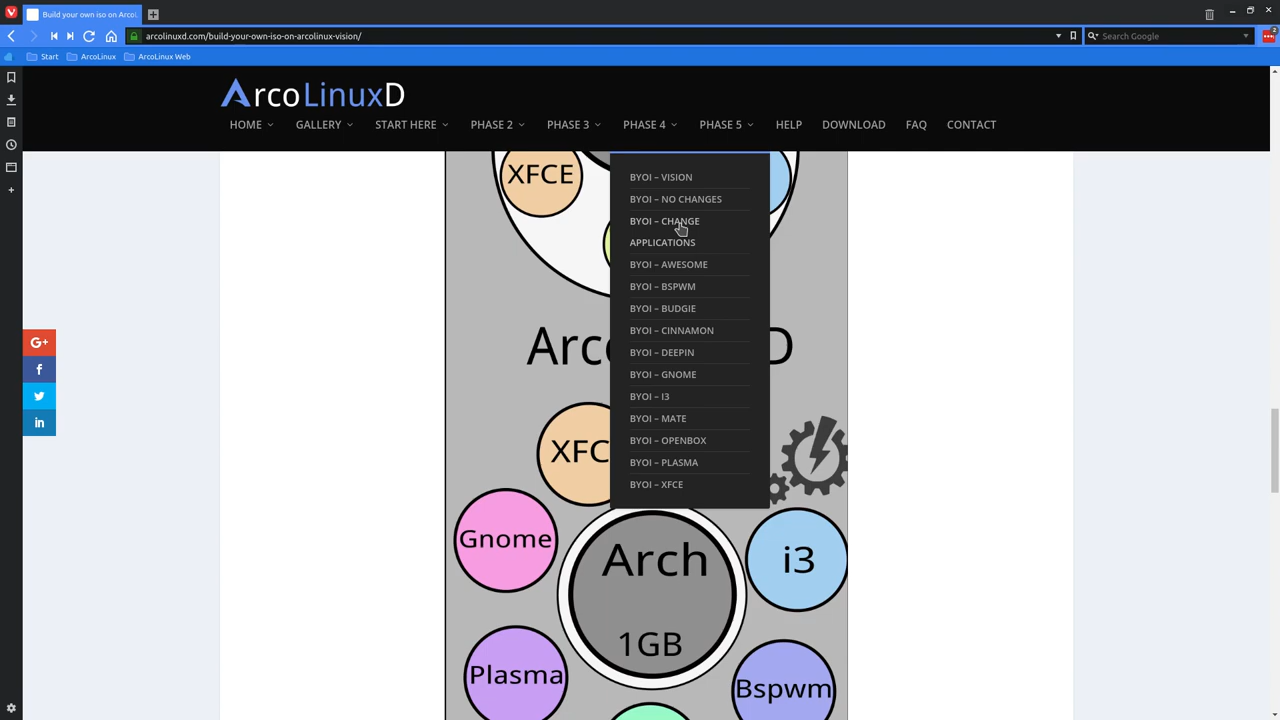 Build your own iso on ArcoL
arcolinuxd.com/build-your-own-iso-on-arcolinux-vision/
Search Google
2
Start
ArcoLinux
ArcoLinux Web
ArcoLinuxD
HOME
GALLERY
START HERE
PHASE 2
PHASE 3
PHASE 4
PHASE 5
HELP
DOWNLOAD
FAQ
CONTACT
BYOI – VISION
BYOI – NO CHANGES
BYOI – CHANGE
APPLICATIONS
BYOI – AWESOME
BYOI – BSPWM
BYOI – BUDGIE
BYOI – CINNAMON
BYOI – DEEPIN
BYOI – GNOME
BYOI – I3
BYOI – MATE
BYOI – OPENBOX
BYOI – PLASMA
BYOI – XFCE
XFCE
Arc
D
XFC
Gnome
Arch
1GB
i3
Plasma
Bspwm
G+
f
in